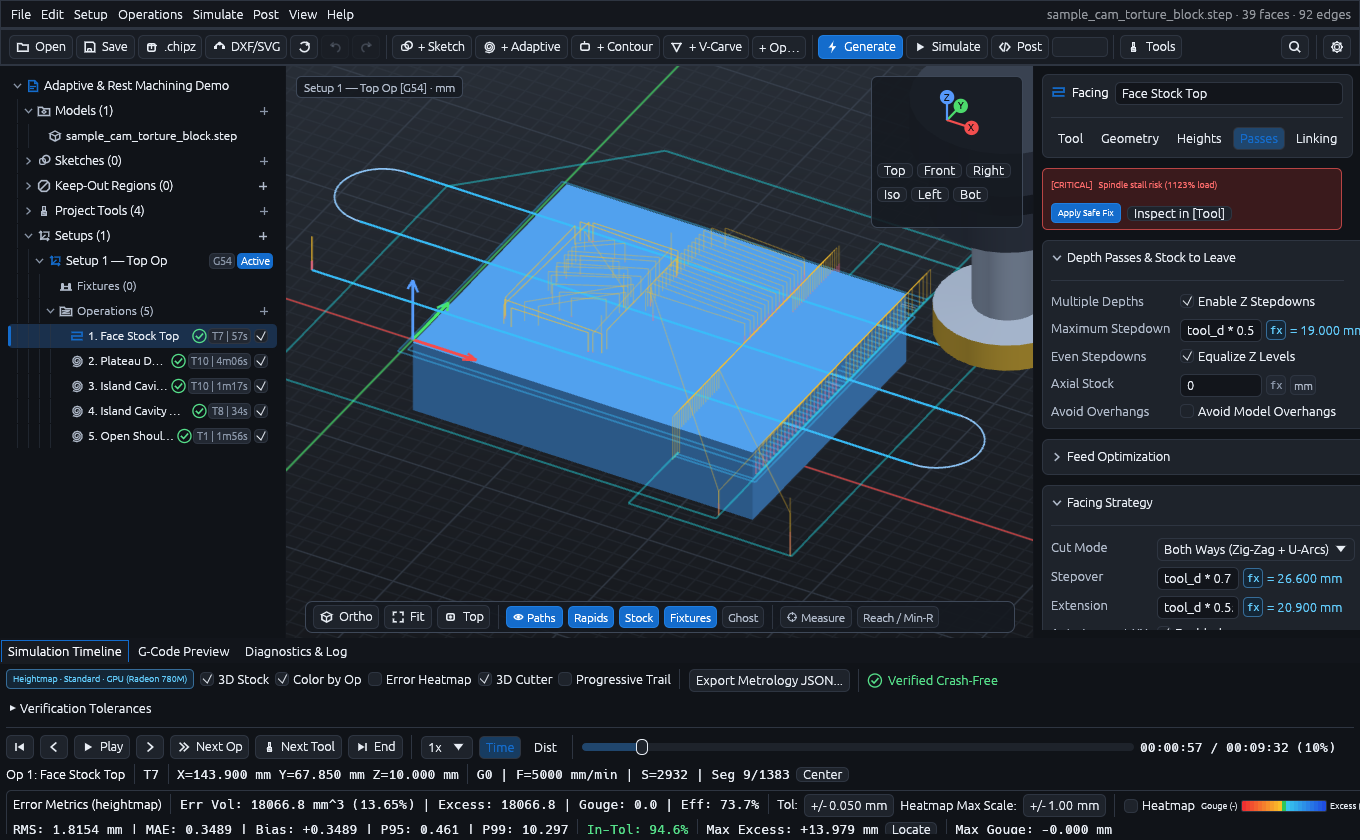 File Edit Setup Operations Simulate Post View Help
sample_cam_torture_block.step · 39 faces · 92 edges
Open Save .chipz DXF/SVG + Sketch + Adaptive + Contour + V-Carve + Op... Generate Simulate Post Tools
Adaptive & Rest Machining Demo
Models (1) +
sample_cam_torture_block.step
Sketches (0) +
Keep-Out Regions (0) +
Project Tools (4) +
Setups (1) +
Setup 1 — Top Op G54 Active
Fixtures (0)
Operations (5) +
1. Face Stock Top T7 | 57s
2. Plateau D... T10 | 4m06s
3. Island Cavi... T10 | 1m17s
4. Island Cavity ... T8 | 34s
5. Open Shoul... T1 | 1m56s
Setup 1 — Top Op [G54] · mm
Z
Y
X
Top Front Right
Iso Left Bot
Ortho Fit Top Paths Rapids Stock Fixtures Ghost Measure Reach / Min-R
Facing Face Stock Top
Tool Geometry Heights Passes Linking
[CRITICAL] Spindle stall risk (1123% load)
Apply Safe Fix Inspect in [Tool]
Depth Passes & Stock to Leave
Multiple Depths Enable Z Stepdowns
Maximum Stepdown tool_d * 0.5 fx = 19.000 mm
Even Stepdowns Equalize Z Levels
Axial Stock 0 fx mm
Avoid Overhangs Avoid Model Overhangs
Feed Optimization
Facing Strategy
Cut Mode Both Ways (Zig-Zag + U-Arcs)
Stepover tool_d * 0.7 fx = 26.600 mm
Extension tool_d * 0.5. fx = 20.900 mm
Simulation Timeline G-Code Preview Diagnostics & Log
Heightmap · Standard · GPU (Radeon 780M) 3D Stock Color by Op Error Heatmap 3D Cutter Progressive Trail Export Metrology JSON... Verified Crash-Free
Verification Tolerances
Play Next Op Next Tool End 1x Time Dist 00:00:57 / 00:09:32 (10%)
Op 1: Face Stock Top T7 X=143.900 mm Y=67.850 mm Z=10.000 mm G0 | F=5000 mm/min | S=2932 | Seg 9/1383 Center
Error Metrics (heightmap) Err Vol: 18066.8 mm^3 (13.65%) | Excess: 18066.8 | Gouge: 0.0 | Eff: 73.7% Tol: +/- 0.050 mm Heatmap Max Scale: +/- 1.00 mm Heatmap Gouge (-) Excess
RMS: 1.8154 mm | MAE: 0.3489 | Bias: +0.3489 | P95: 0.461 | P99: 10.297 In-Tol: 94.6% Max Excess: +13.979 mm Locate Max Gouge: -0.000 mm